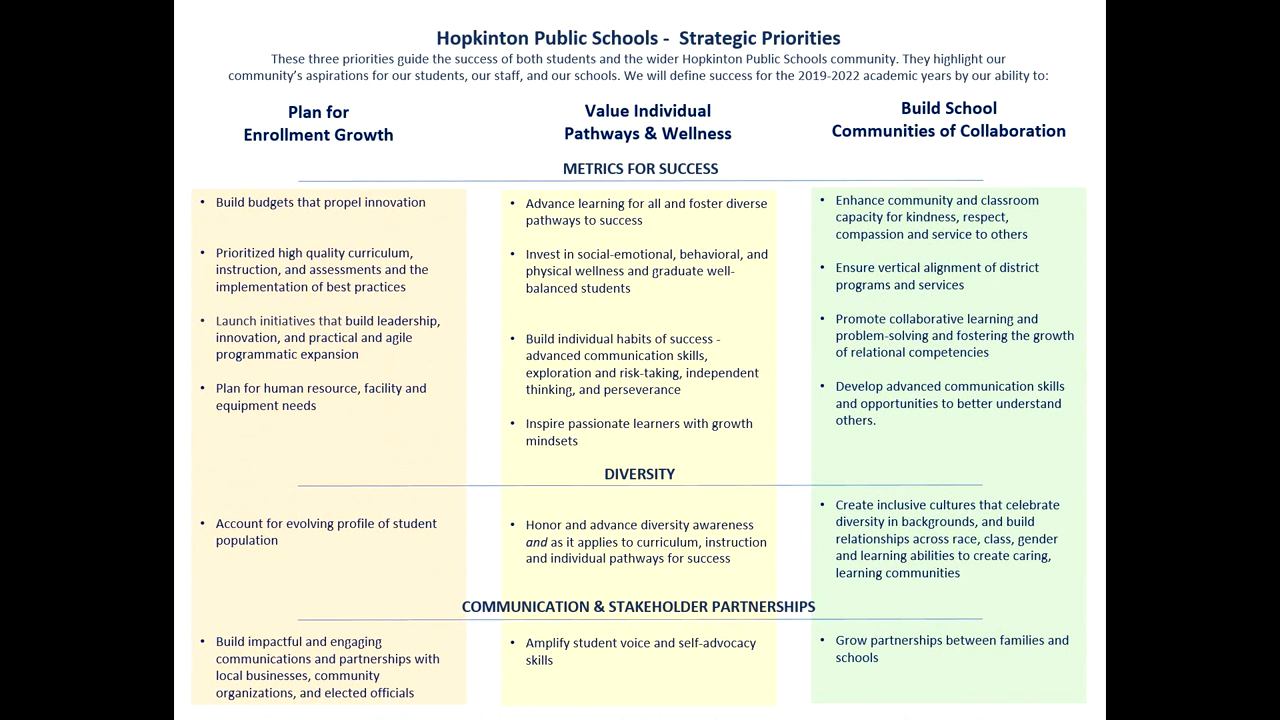 Hopkinton Public Schools -  Strategic Priorities
These three priorities guide the success of both students and the wider Hopkinton Public Schools community. They highlight our
community's aspirations for our students, our staff, and our schools. We will define success for the 2019-2022 academic years by our ability to:
Plan for
Enrollment Growth
Value Individual
Pathways & Wellness
Build School
Communities of Collaboration
METRICS FOR SUCCESS
• Build budgets that propel innovation
• Prioritized high quality curriculum,
instruction, and assessments and the
implementation of best practices
• Launch initiatives that build leadership,
innovation, and practical and agile
programmatic expansion
• Plan for human resource, facility and
equipment needs
• Advance learning for all and foster diverse
pathways to success
• Invest in social-emotional, behavioral, and
physical wellness and graduate well-
balanced students
• Build individual habits of success -
advanced communication skills,
exploration and risk-taking, independent
thinking, and perseverance
• Inspire passionate learners with growth
mindsets
• Enhance community and classroom
capacity for kindness, respect,
compassion and service to others
• Ensure vertical alignment of district
programs and services
• Promote collaborative learning and
problem-solving and fostering the growth
of relational competencies
• Develop advanced communication skills
and opportunities to better understand
others.
DIVERSITY
• Account for evolving profile of student
population
• Honor and advance diversity awareness
and as it applies to curriculum, instruction
and individual pathways for success
• Create inclusive cultures that celebrate
diversity in backgrounds, and build
relationships across race, class, gender
and learning abilities to create caring,
learning communities
COMMUNICATION & STAKEHOLDER PARTNERSHIPS
• Build impactful and engaging
communications and partnerships with
local businesses, community
organizations, and elected officials
• Amplify student voice and self-advocacy
skills
• Grow partnerships between families and
schools